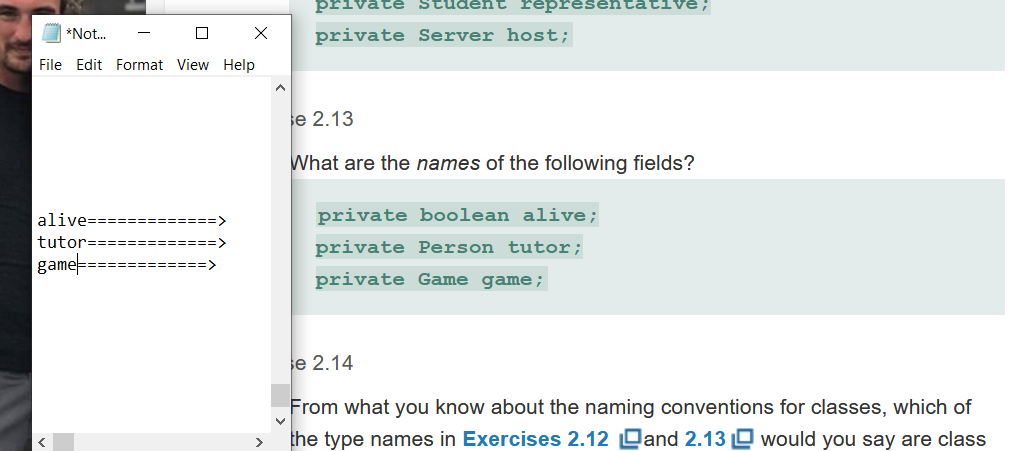 private Student representative;
private Server host;
*Not...
File Edit Format View Help
alive=============>
tutor=============>
game=============>
se 2.13
What are the names of the following fields?
private boolean alive;
private Person tutor;
private Game game;
se 2.14
From what you know about the naming conventions for classes, which of
the type names in Exercises 2.12 and 2.13 would you say are class